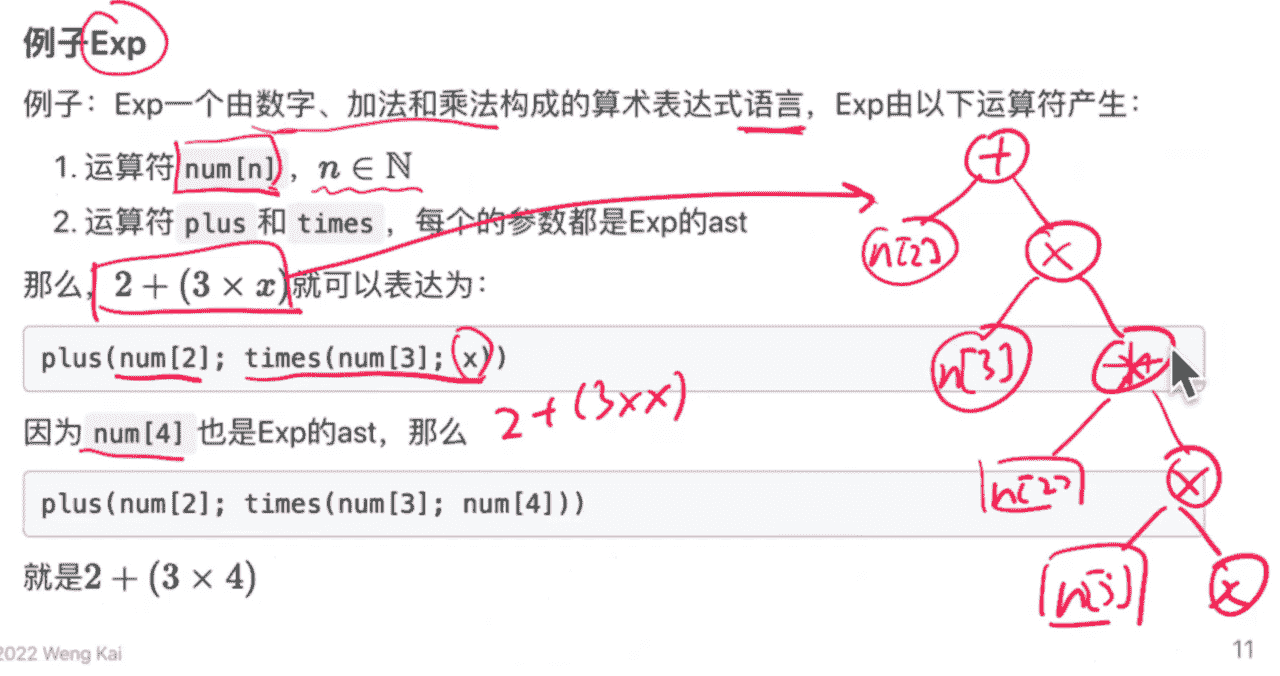 例子Exp
例子：Exp一个由数字、加法和乘法构成的算术表达式语言，Exp由以下运算符产生：
1. 运算符 num[n]，n ∈ ℕ
2. 运算符 plus 和 times ，每个的参数都是Exp的ast
那么，2 + (3 × x)就可以表达为：
plus(num[2]; times(num[3]; x))
因为 num[4] 也是Exp的ast，那么
2+(3×x)
plus(num[2]; times(num[3]; num[4]))
就是2 + (3 × 4)
+
n[2]
×
n[3]
+
n[2]
×
n[3]
x
2022 Weng Kai
11